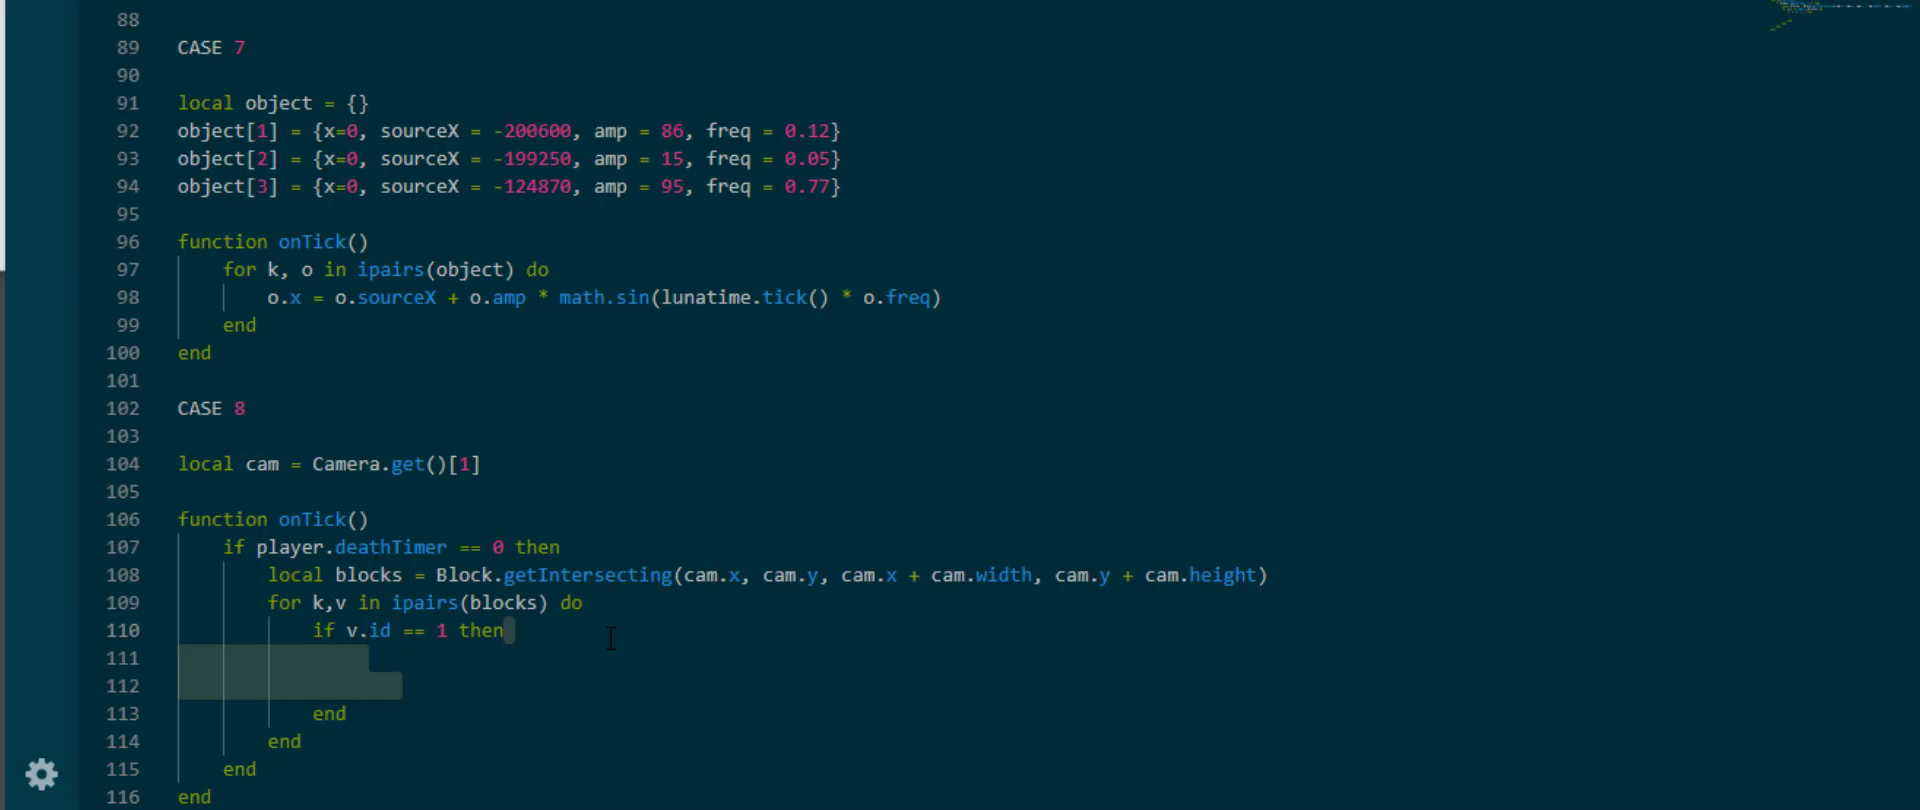 88
89 CASE 7
90
91 local object = {}
92 object[1] = {x=0, sourceX = -200600, amp = 86, freq = 0.12}
93 object[2] = {x=0, sourceX = -199250, amp = 15, freq = 0.05}
94 object[3] = {x=0, sourceX = -124870, amp = 95, freq = 0.77}
95
96 function onTick()
97     for k, o in ipairs(object) do
98         o.x = o.sourceX + o.amp * math.sin(lunatime.tick() * o.freq)
99     end
100 end
101
102 CASE 8
103
104 local cam = Camera.get()[1]
105
106 function onTick()
107     if player.deathTimer == 0 then
108         local blocks = Block.getIntersecting(cam.x, cam.y, cam.x + cam.width, cam.y + cam.height)
109         for k,v in ipairs(blocks) do
110             if v.id == 1 then
111
112
113             end
114         end
115     end
116 end